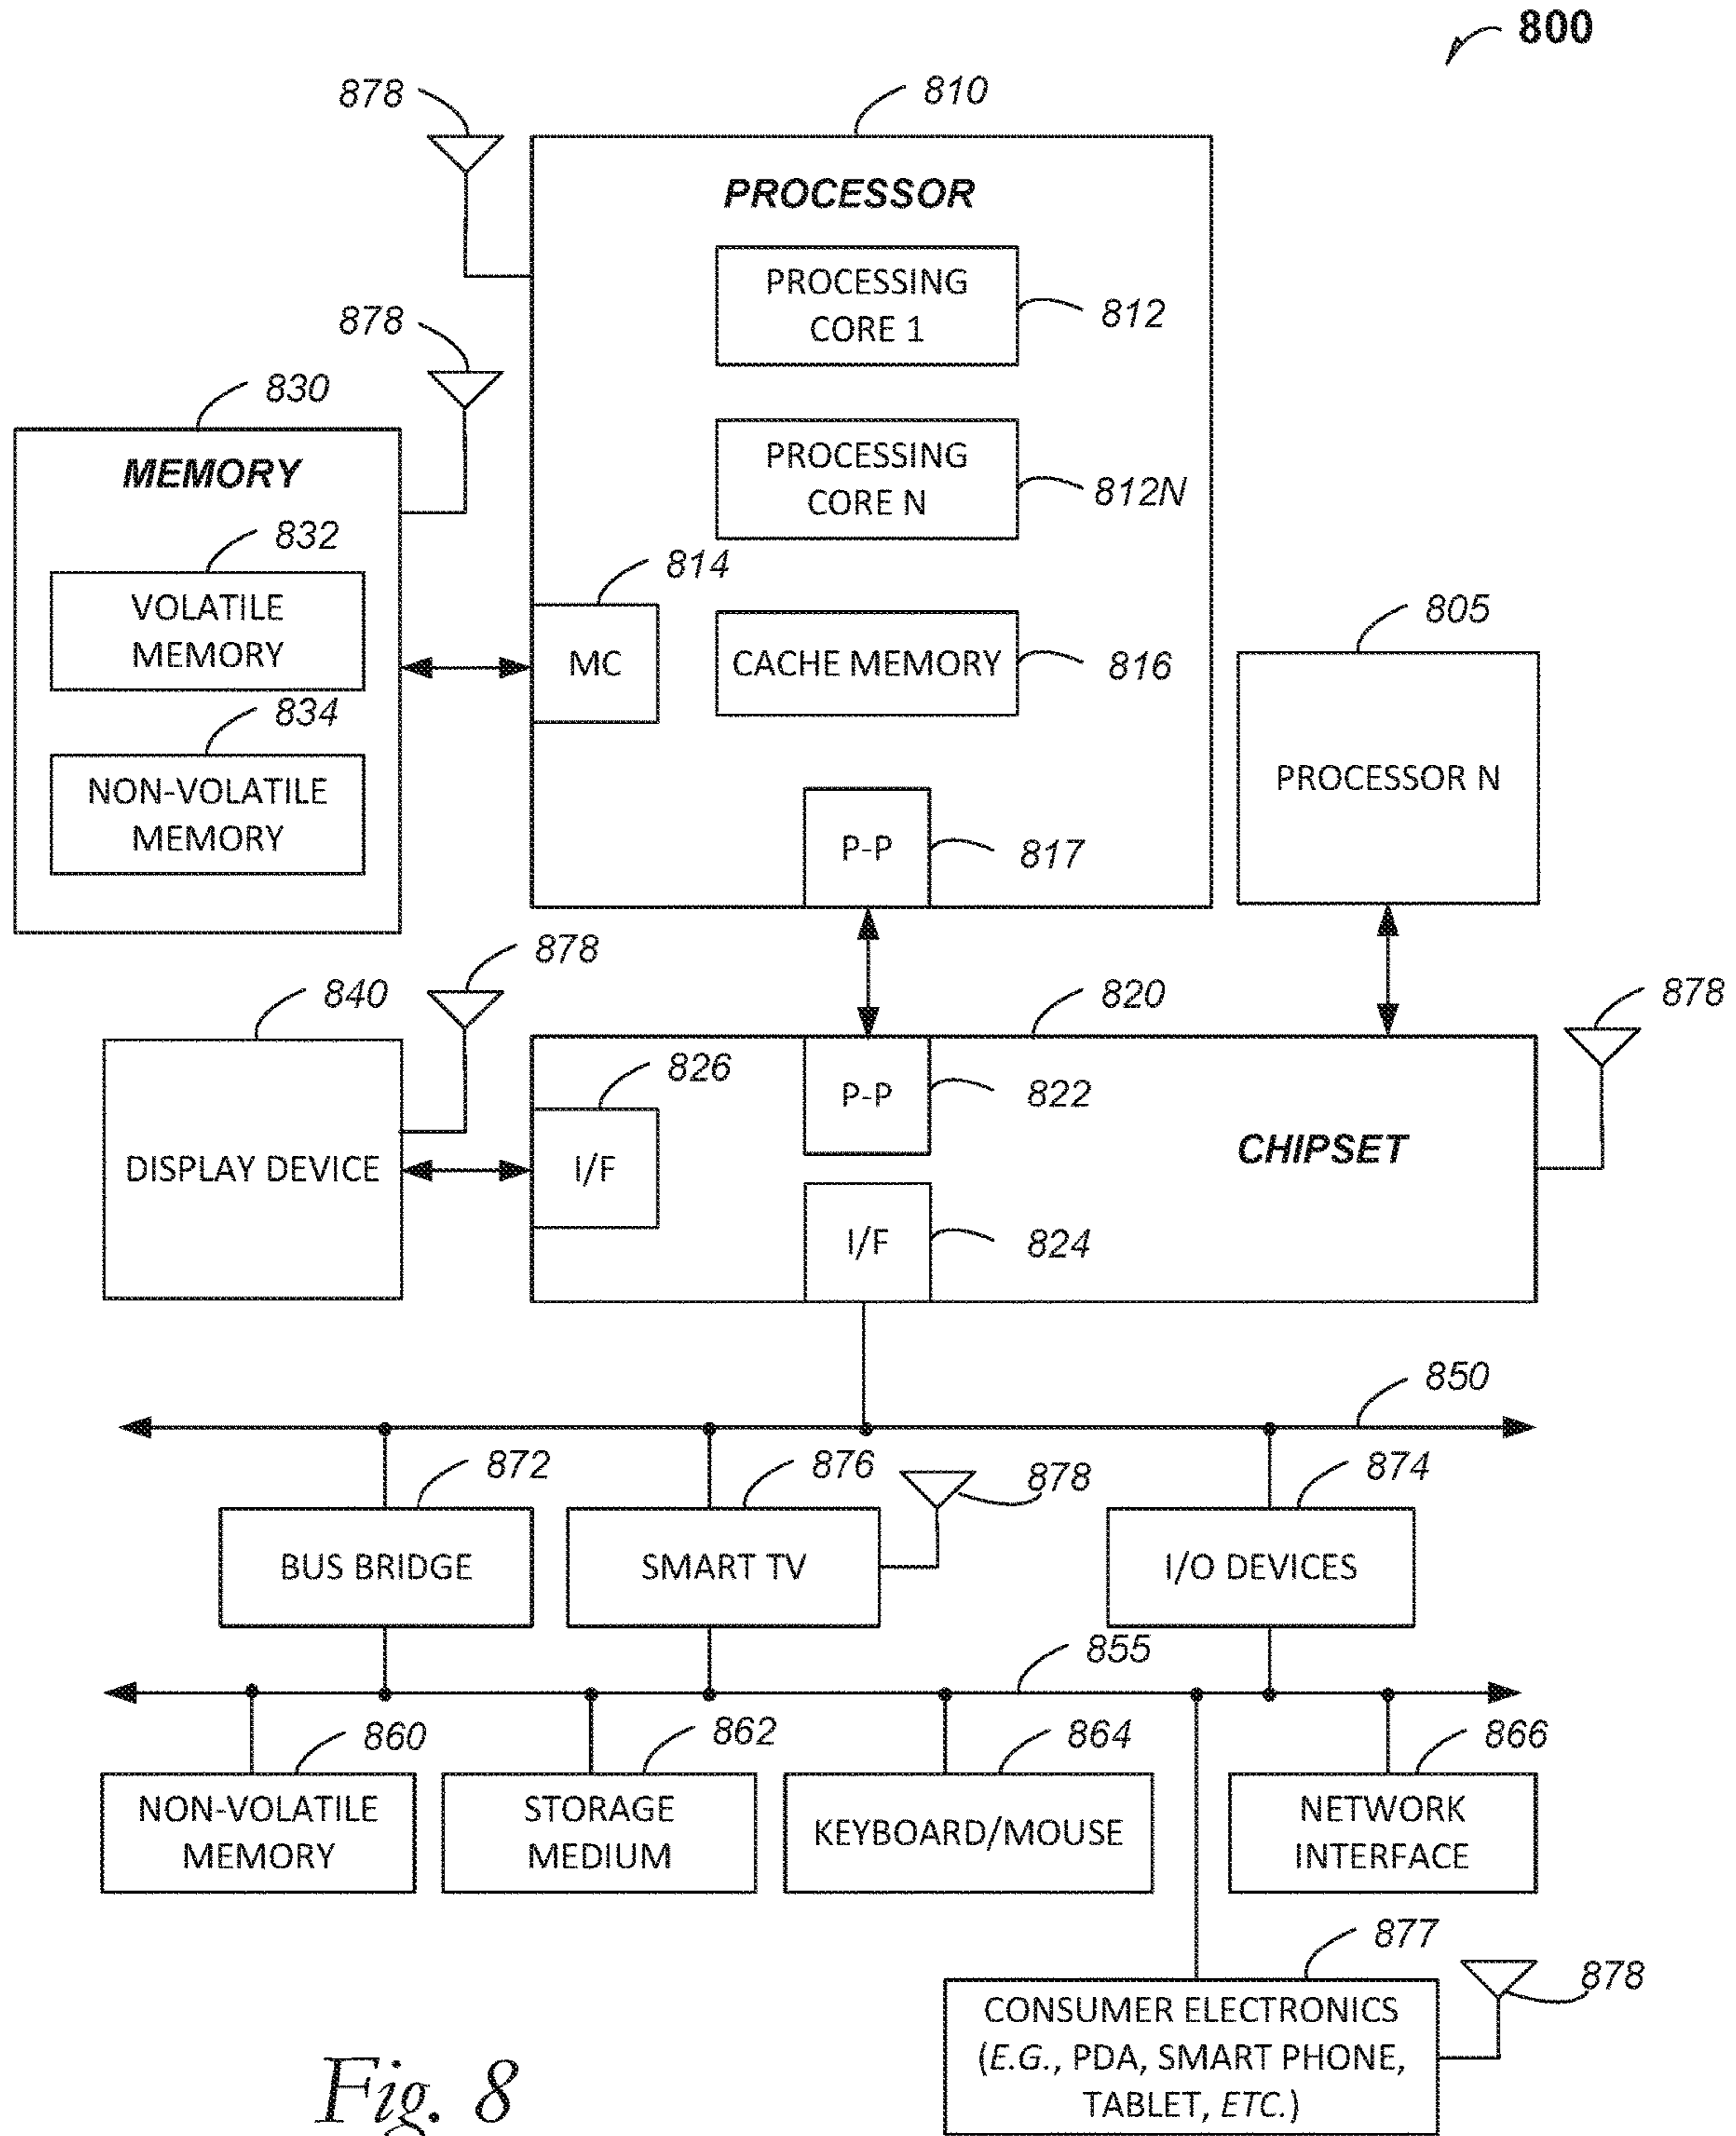 800
878
810
PROCESSOR
PROCESSING
CORE 1
812
878
830
MEMORY
PROCESSING
CORE N
812N
832
VOLATILE
MEMORY
814
MC
CACHE MEMORY
816
805
PROCESSOR N
834
NON-VOLATILE
MEMORY
P-P
817
878
840
DISPLAY DEVICE
820
878
826
I/F
P-P
822
CHIPSET
I/F
824
850
872
876
878
874
BUS BRIDGE
SMART TV
I/O DEVICES
855
860
862
864
866
NON-VOLATILE
MEMORY
STORAGE
MEDIUM
KEYBOARD/MOUSE
NETWORK
INTERFACE
877
878
CONSUMER ELECTRONICS
(E.G., PDA, SMART PHONE,
TABLET, ETC.)
Fig. 8